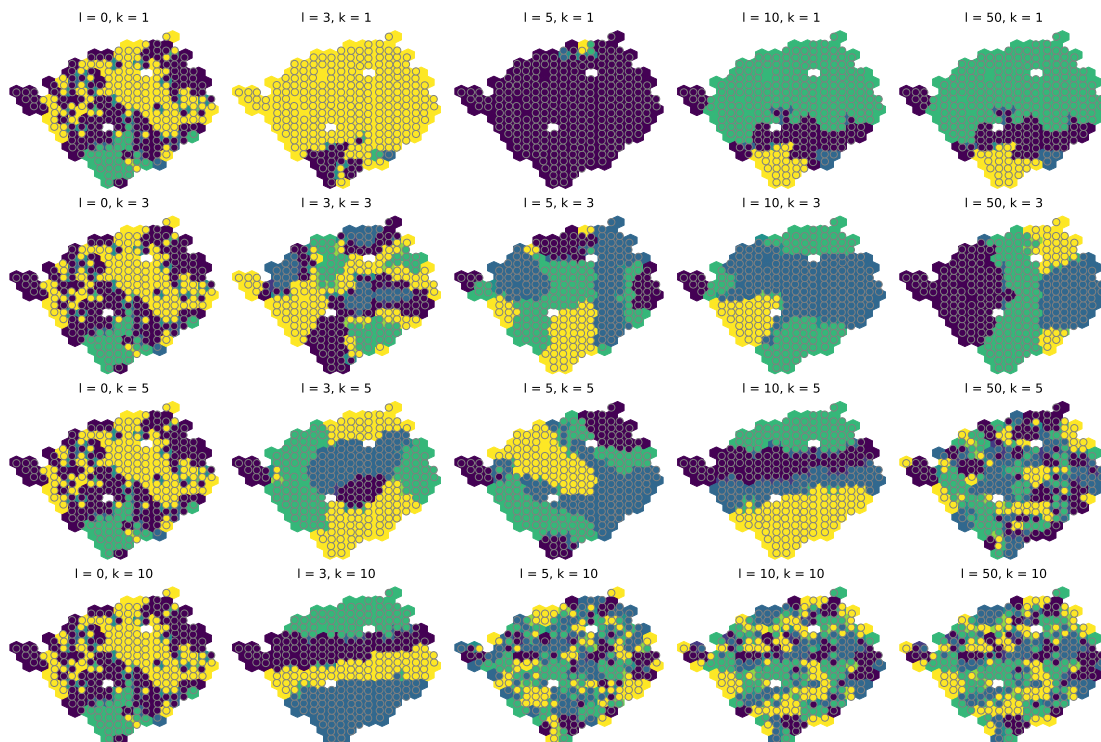 l = 0, k = 1
l = 3, k = 1
l = 5, k = 1
l = 10, k = 1
l = 50, k = 1
l = 0, k = 3
l = 3, k = 3
l = 5, k = 3
l = 10, k = 3
l = 50, k = 3
l = 0, k = 5
l = 3, k = 5
l = 5, k = 5
l = 10, k = 5
l = 50, k = 5
l = 0, k = 10
l = 3, k = 10
l = 5, k = 10
l = 10, k = 10
l = 50, k = 10